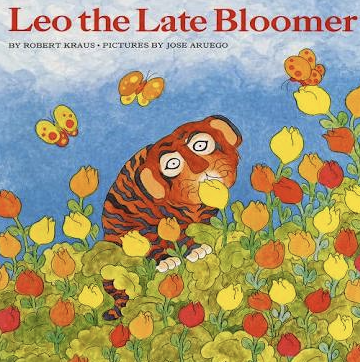 Leo the Late Bloomer
BY ROBERT KRAUS • PICTURES BY JOSE ARUEGO